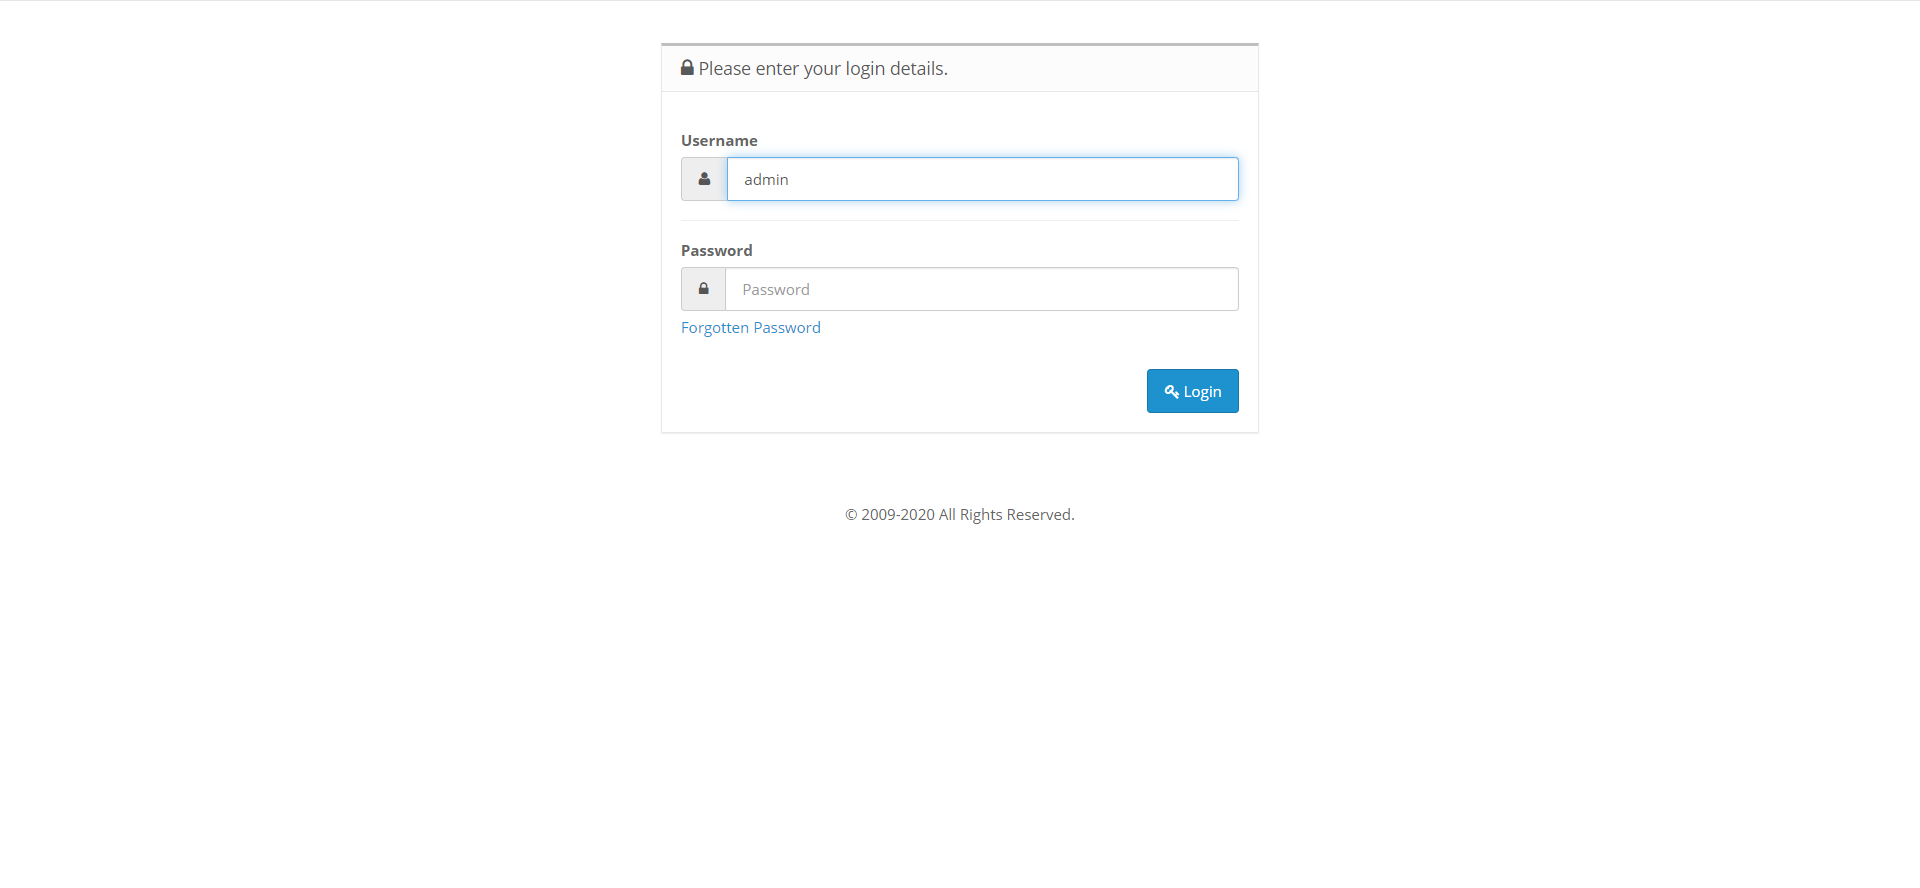 Please enter your login details.
Username
admin
Password
Password
Forgotten Password
Login
© 2009-2020 All Rights Reserved.